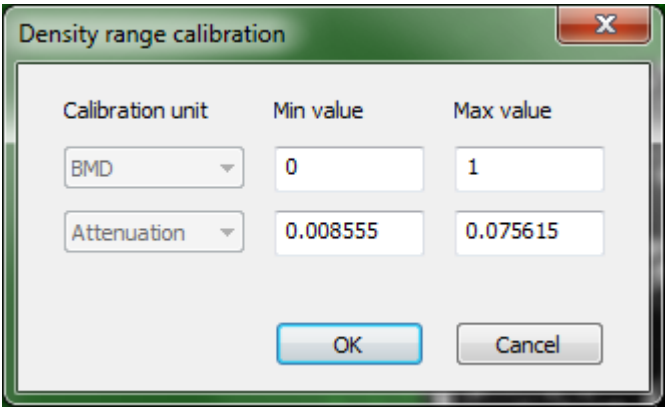 Density range calibration
Calibration unit Min value Max value
BMD 0 1
Attenuation 0.008555 0.075615
OK Cancel